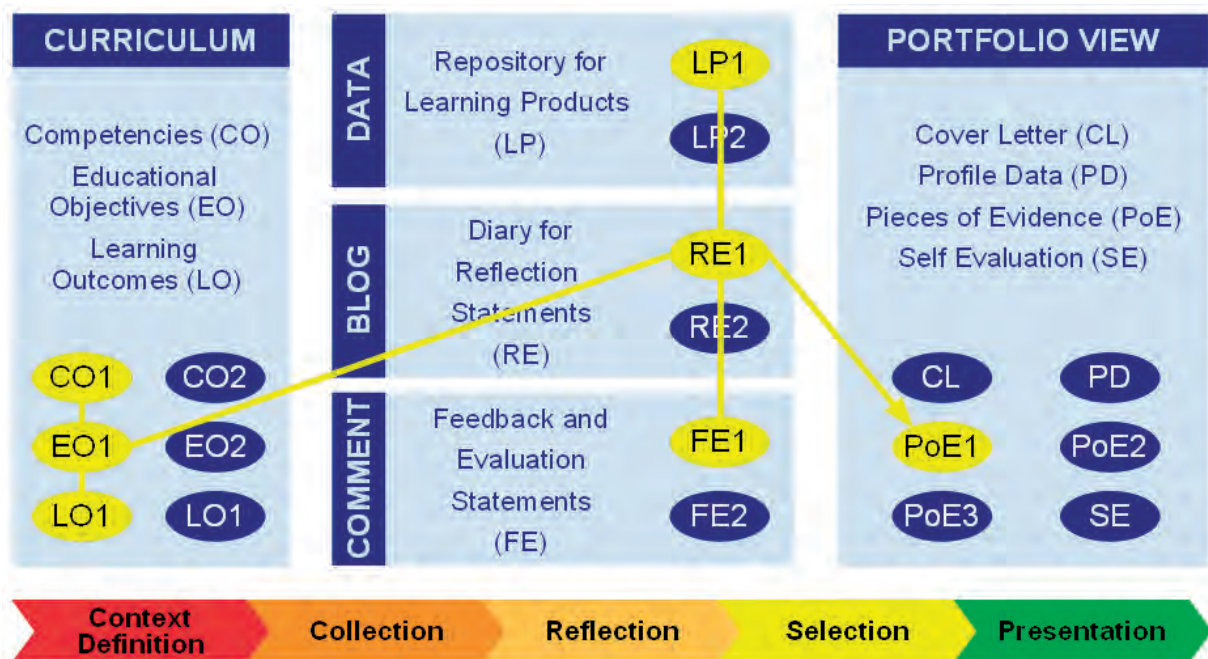 CURRICULUM
Competencies (CO)
Educational
Objectives (EO)
Learning
Outcomes (LO)
CO1
CO2
EO1
EO2
LO1
LO1
DATA
Repository for
Learning Products
(LP)
LP1
LP2
BLOG
Diary for
Reflection
Statements
(RE)
RE1
RE2
COMMENT
Feedback and
Evaluation
Statements
(FE)
FE1
FE2
PORTFOLIO VIEW
Cover Letter (CL)
Profile Data (PD)
Pieces of Evidence (PoE)
Self Evaluation (SE)
CL
PD
PoE1
PoE2
PoE3
SE
Context
Definition
Collection
Reflection
Selection
Presentation